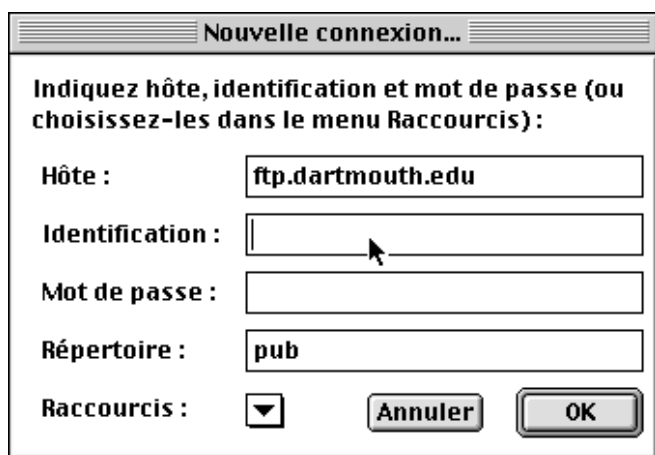 Nouvelle connexion...
Indiquez hôte, identification et mot de passe (ou
choisissez-les dans le menu Raccourcis) :
Hôte : ftp.dartmouth.edu
Identification :
Mot de passe :
Répertoire : pub
Raccourcis : Annuler OK